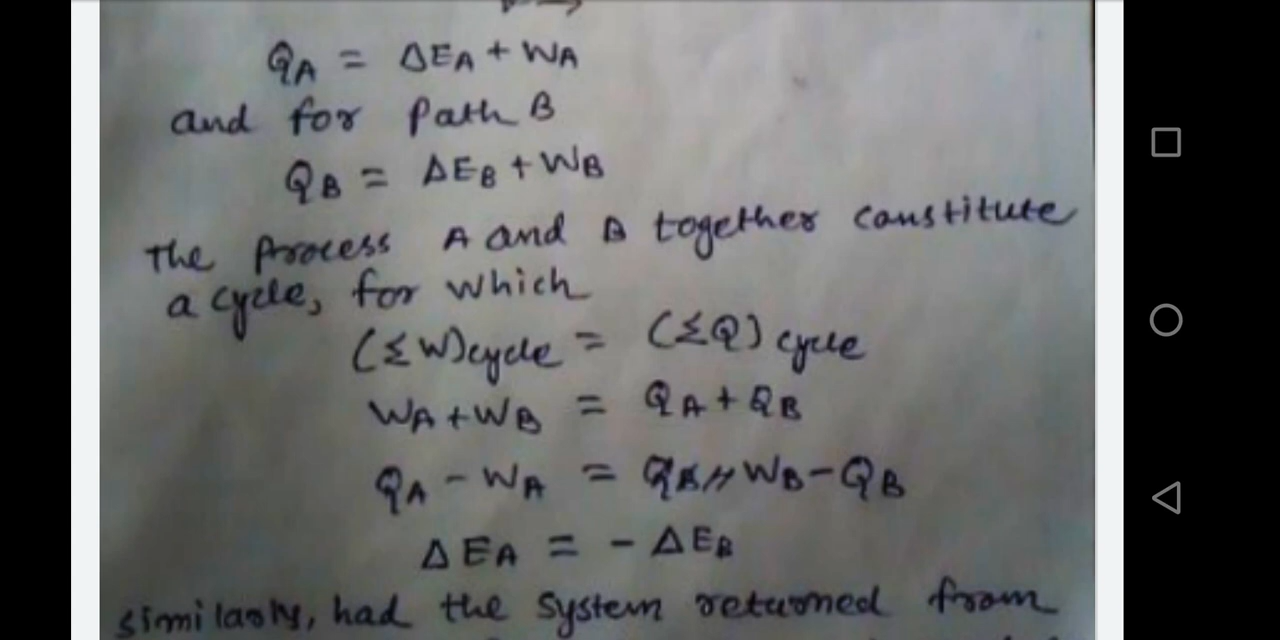 QA = ΔEA + WA
and for Path B
QB = ΔEB + WB
The Process A and B together constitute
a cycle, for which
(ΣW)cycle = (ΣQ) cycle
WA + WB = QA + QB
QA - WA = WB - QB
ΔEA = - ΔEB
similarly, had the system returned from